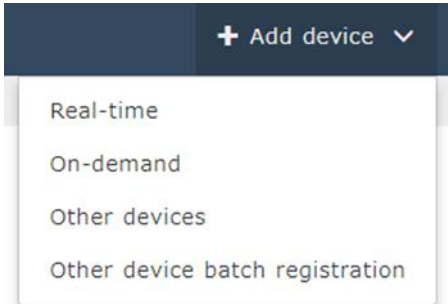 + Add device
Real-time
On-demand
Other devices
Other device batch registration